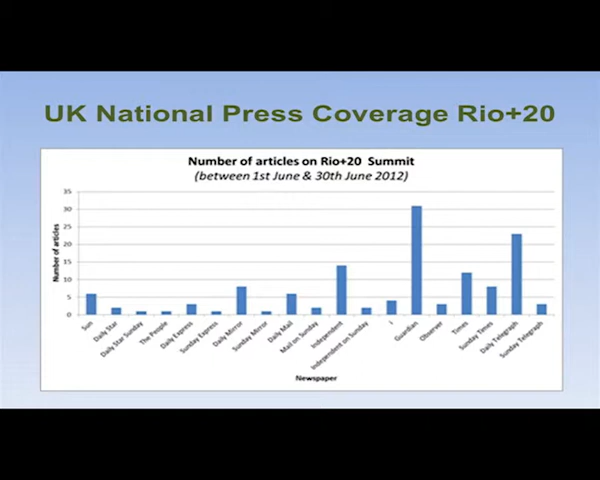 UK National Press Coverage Rio+20
Number of articles on Rio+20 Summit
(between 1st June & 30th June 2012)
Number of articles
35
30
25
20
15
10
5
0
Sun
Daily Star
Daily Star Sunday
The People
Daily Express
Sunday Express
Daily Mirror
Sunday Mirror
Daily Mail
Mail on Sunday
Independent
Independent on Sunday
i
Guardian
Observer
Times
Sunday Times
Daily Telegraph
Sunday Telegraph
Newspaper